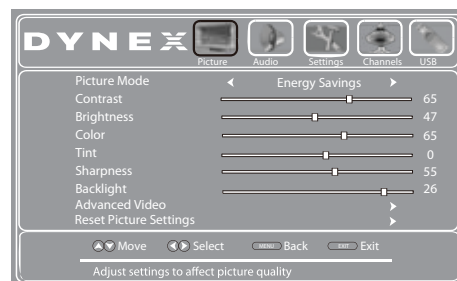 DYNEX
Picture Audio Settings Channels USB
Picture Mode Energy Savings
Contrast 65
Brightness 47
Color 65
Tint 0
Sharpness 55
Backlight 26
Advanced Video
Reset Picture Settings
Move Select MENU Back EXIT Exit
Adjust settings to affect picture quality